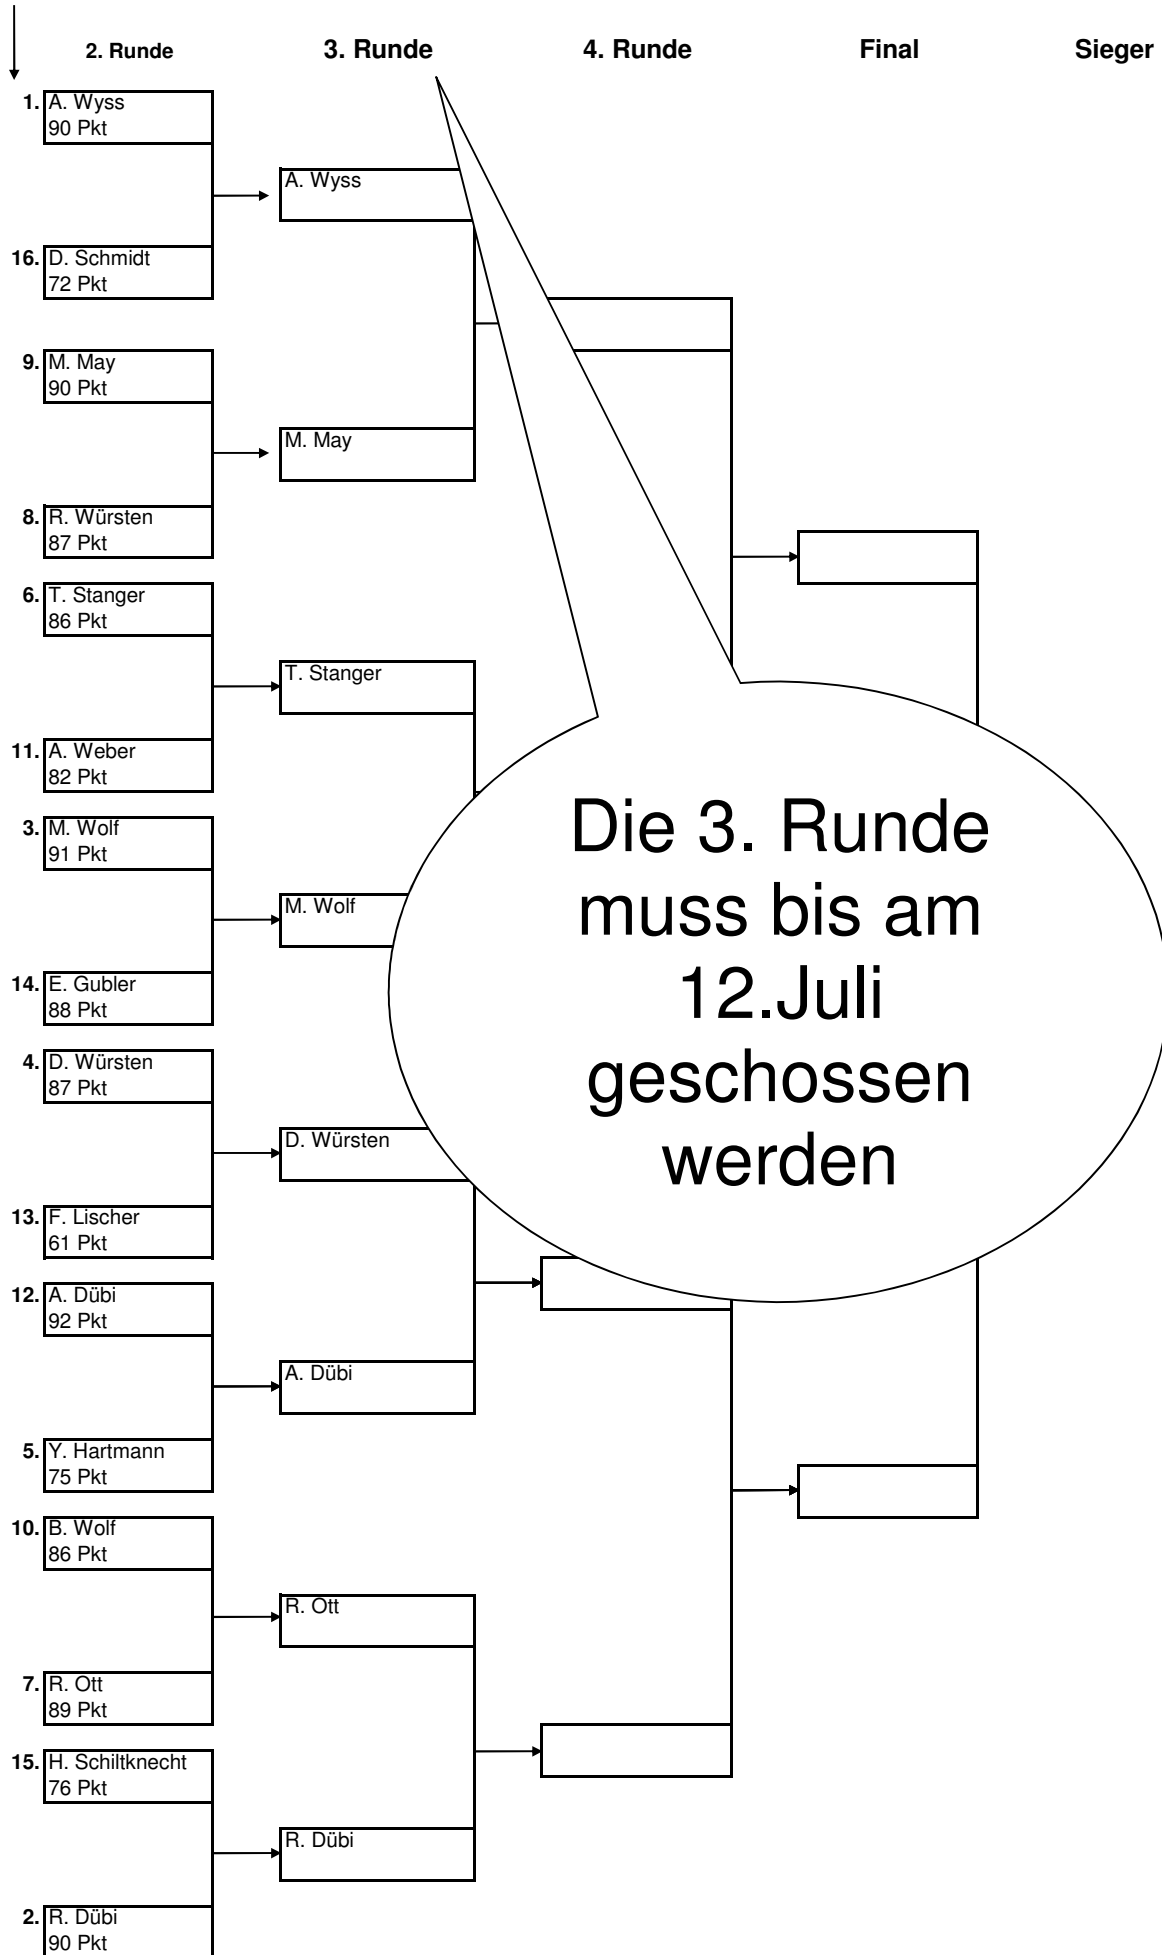 2. Runde 3. Runde 4. Runde Final Sieger
1. A. Wyss
90 Pkt
A. Wyss
16. D. Schmidt
72 Pkt
9. M. May
90 Pkt
M. May
8. R. Würsten
87 Pkt
6. T. Stanger
86 Pkt
T. Stanger
11. A. Weber
82 Pkt
3. M. Wolf
91 Pkt
M. Wolf
14. E. Gubler
88 Pkt
4. D. Würsten
87 Pkt
D. Würsten
13. F. Lischer
61 Pkt
12. A. Dübi
92 Pkt
A. Dübi
5. Y. Hartmann
75 Pkt
10. B. Wolf
86 Pkt
R. Ott
7. R. Ott
89 Pkt
15. H. Schiltknecht
76 Pkt
R. Dübi
2. R. Dübi
90 Pkt
Die 3. Runde
muss bis am
12.Juli
geschossen
werden